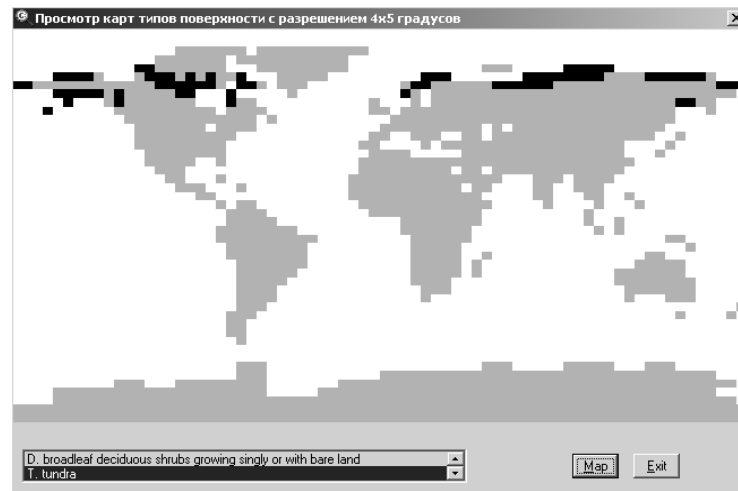 Просмотр карт типов поверхности с разрешением 4x5 градусов
D. broadleaf deciduous shrubs growing singly or with bare land
T. tundra
Map
Exit